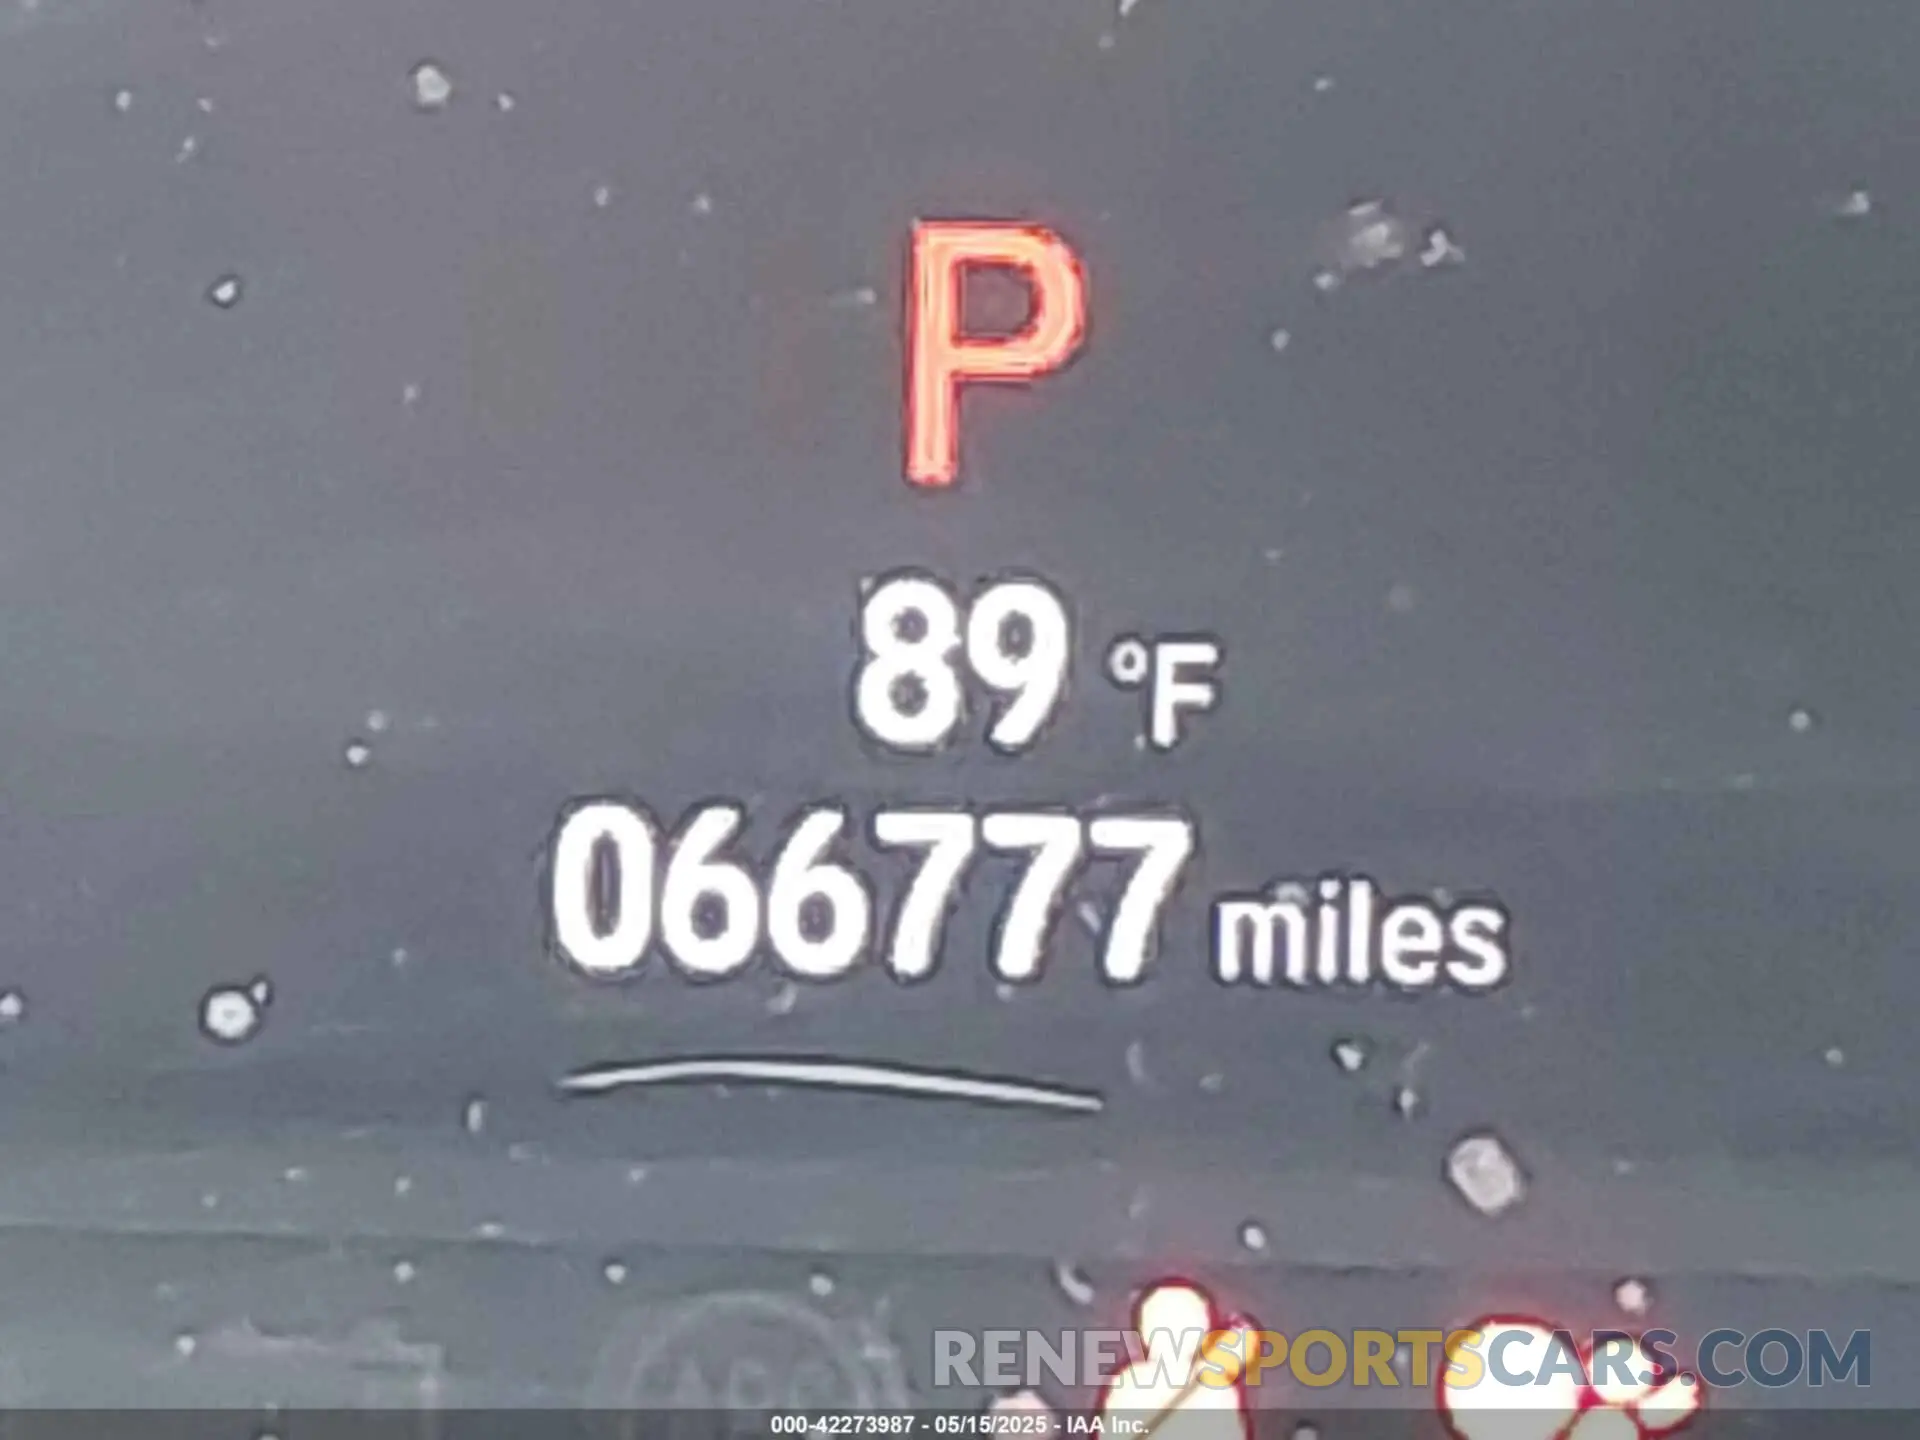 P
89 °F
066777 miles
RENEWSPORTSCARS.COM
000-42273987 - 05/15/2025 - IAA Inc.